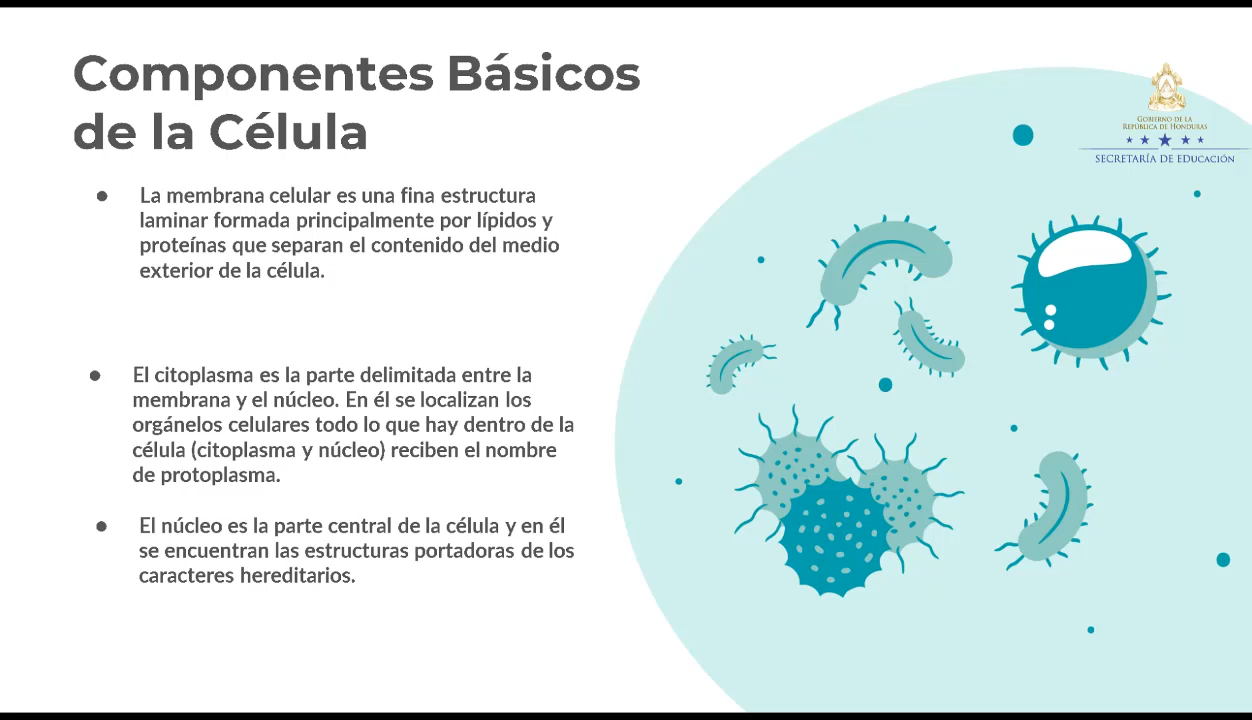 Componentes Básicos
de la Célula
GOBIERNO DE LA
REPÚBLICA DE HONDURAS
SECRETARÍA DE EDUCACIÓN
● La membrana celular es una fina estructura
laminar formada principalmente por lípidos y
proteínas que separan el contenido del medio
exterior de la célula.
● El citoplasma es la parte delimitada entre la
membrana y el núcleo. En él se localizan los
orgánelos celulares todo lo que hay dentro de la
célula (citoplasma y núcleo) reciben el nombre
de protoplasma.
● El núcleo es la parte central de la célula y en él
se encuentran las estructuras portadoras de los
caracteres hereditarios.